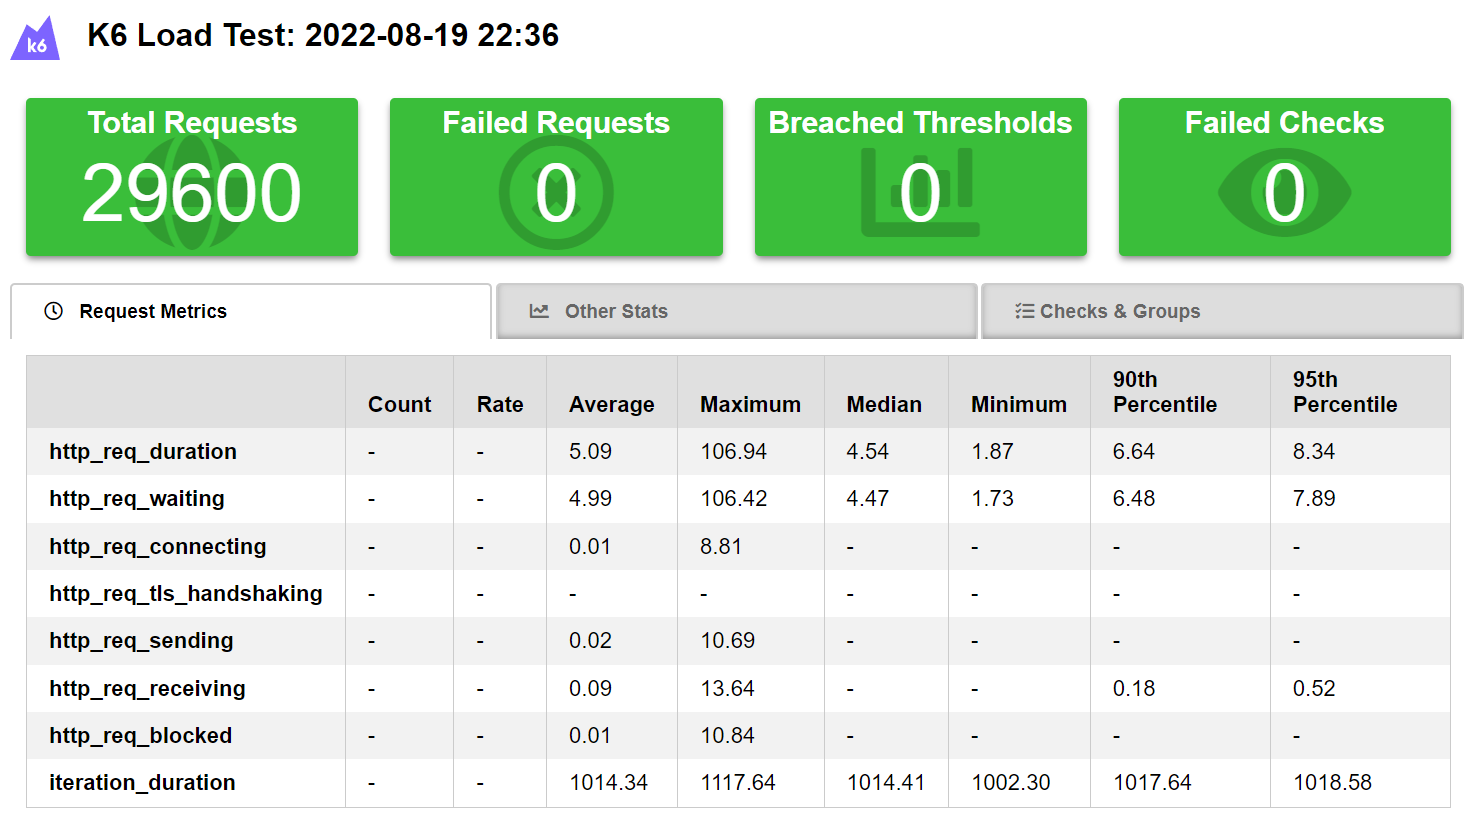 k6
K6 Load Test: 2022-08-19 22:36
Total Requests
29600
Failed Requests
0
Breached Thresholds
0
Failed Checks
0
Request Metrics
Other Stats
Checks & Groups
Count Rate Average Maximum Median Minimum 90th Percentile 95th Percentile
http_req_duration - - 5.09 106.94 4.54 1.87 6.64 8.34
http_req_waiting - - 4.99 106.42 4.47 1.73 6.48 7.89
http_req_connecting - - 0.01 8.81 - - - -
http_req_tls_handshaking - - - - - - - -
http_req_sending - - 0.02 10.69 - - - -
http_req_receiving - - 0.09 13.64 - - 0.18 0.52
http_req_blocked - - 0.01 10.84 - - - -
iteration_duration - - 1014.34 1117.64 1014.41 1002.30 1017.64 1018.58